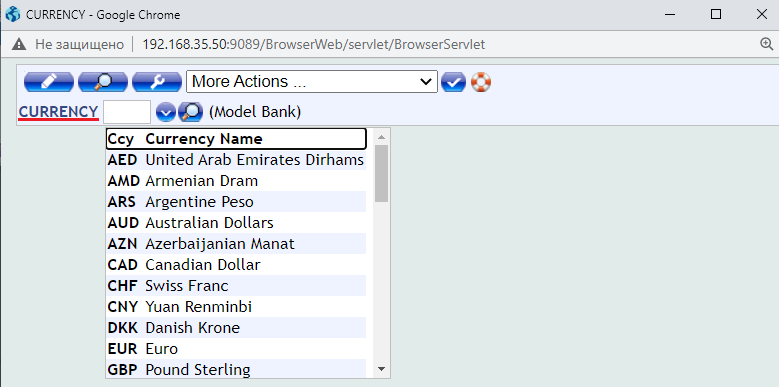 CURRENCY - Google Chrome
Не защищено 192.168.35.50:9089/BrowserWeb/servlet/BrowserServlet
More Actions ...
CURRENCY (Model Bank)
Ccy Currency Name
AED United Arab Emirates Dirhams
AMD Armenian Dram
ARS Argentine Peso
AUD Australian Dollars
AZN Azerbaijanian Manat
CAD Canadian Dollar
CHF Swiss Franc
CNY Yuan Renminbi
DKK Danish Krone
EUR Euro
GBP Pound Sterling